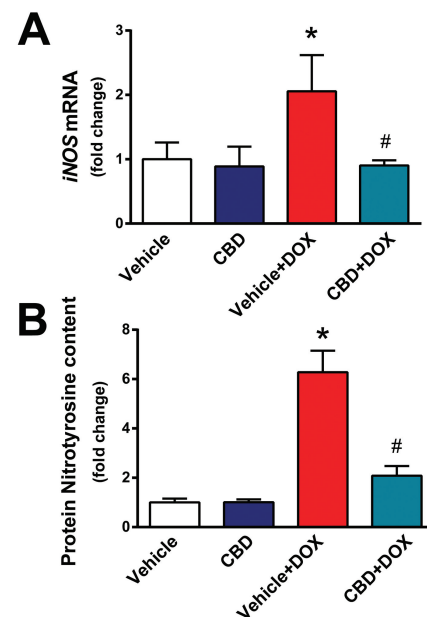 A
iNOS mRNA
(fold change)
3
2
1
0
*
#
Vehicle
CBD
Vehicle+DOX
CBD+DOX
B
Protein Nitrotyrosine content
(fold change)
8
6
4
2
0
*
#
Vehicle
CBD
Vehicle+DOX
CBD+DOX